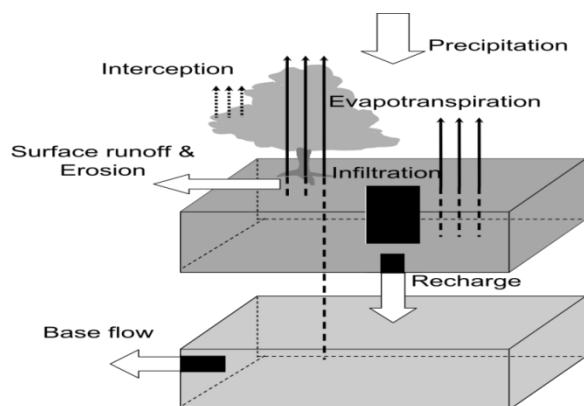 Precipitation
Interception
Evapotranspiration
Surface runoff &
Erosion
Infiltration
Recharge
Base flow